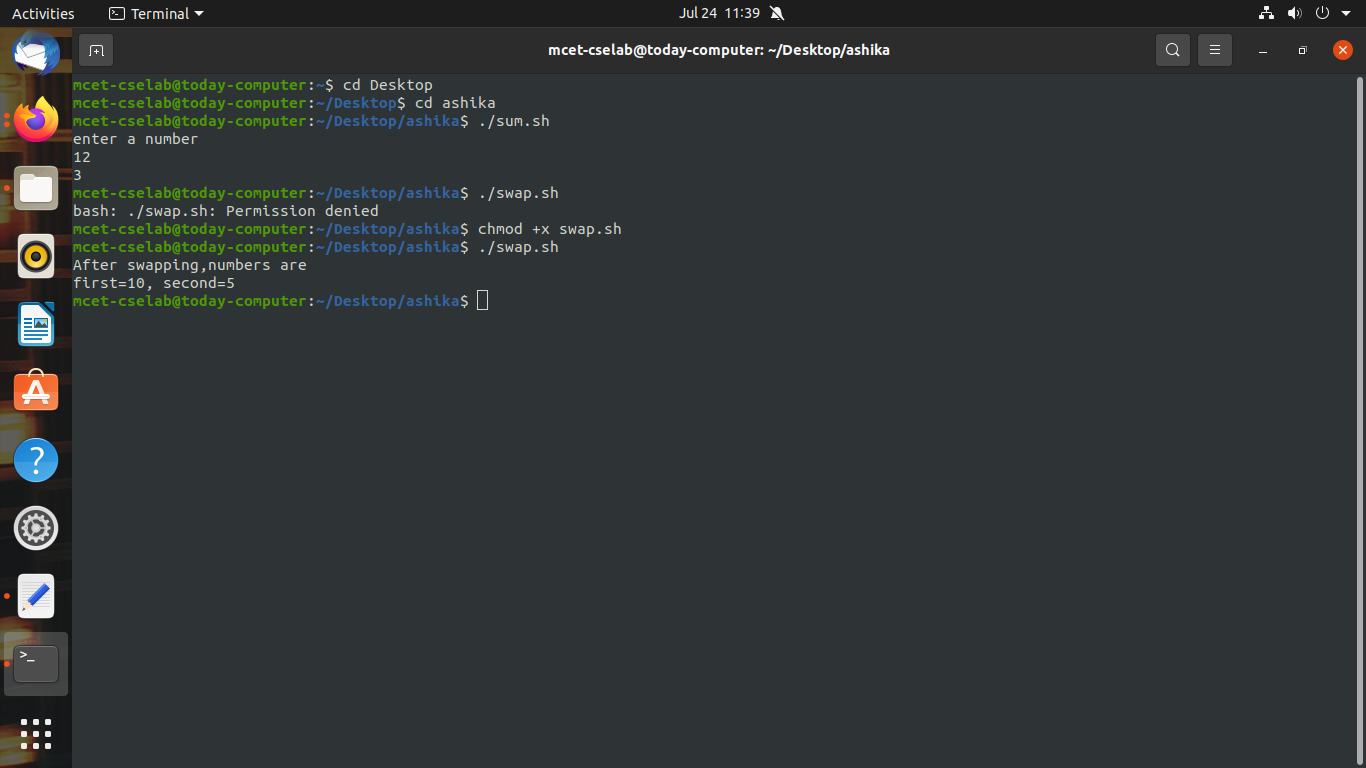 Activities Terminal Jul 24 11:39
mcet-cselab@today-computer: ~/Desktop/ashika
mcet-cselab@today-computer:~$ cd Desktop
mcet-cselab@today-computer:~/Desktop$ cd ashika
mcet-cselab@today-computer:~/Desktop/ashika$ ./sum.sh
enter a number
12
3
mcet-cselab@today-computer:~/Desktop/ashika$ ./swap.sh
bash: ./swap.sh: Permission denied
mcet-cselab@today-computer:~/Desktop/ashika$ chmod +x swap.sh
mcet-cselab@today-computer:~/Desktop/ashika$ ./swap.sh
After swapping,numbers are
first=10, second=5
mcet-cselab@today-computer:~/Desktop/ashika$